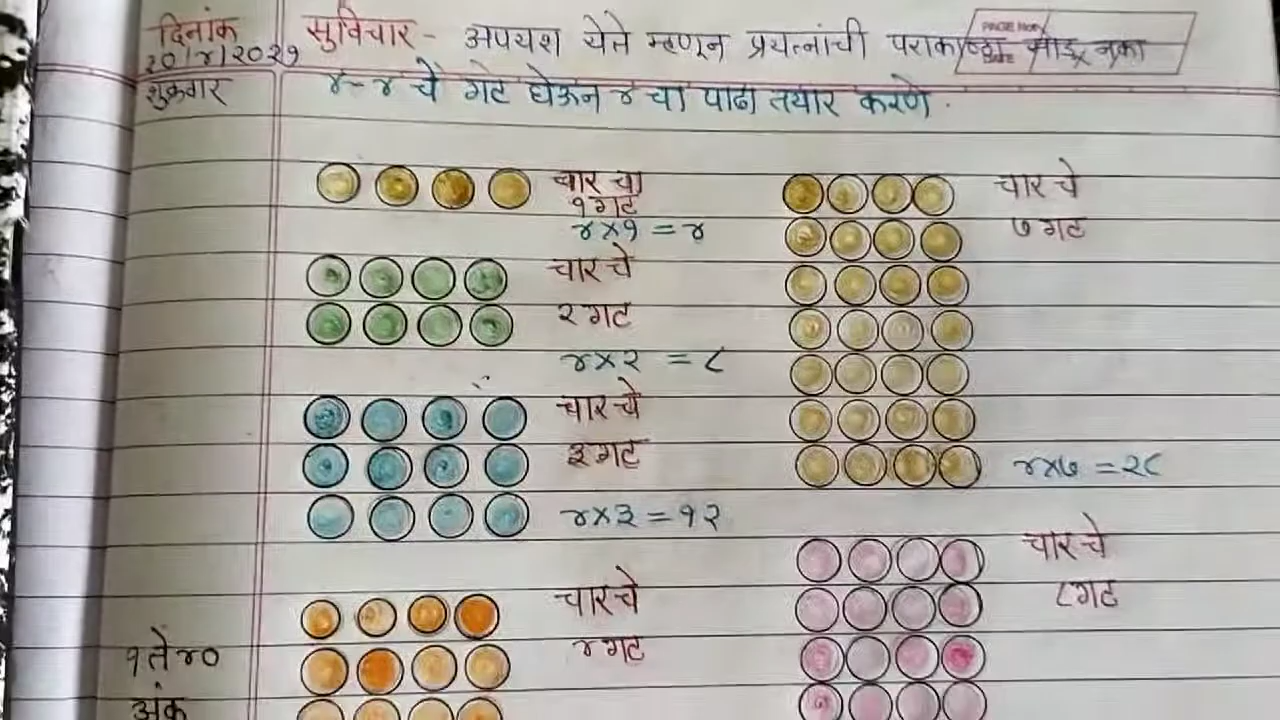 दिनांक
२०/४/२०२१
शुक्रवार
सुविचार - अपयश येते म्हणून प्रयत्नांची पराकाष्ठा सोडू नका
PAGE NO
DATE
४-४ चे गट घेऊन ४ चा पाढा तयार करणे.
चार चा
१ गट
४×१ = ४
चार चे
२ गट
४×२ = ८
चार चे
३ गट
४×३ = १२
चार चे
४ गट
१ ते ४०
अंक
चार चे
७ गट
४×७ = २८
चार चे
८ गट